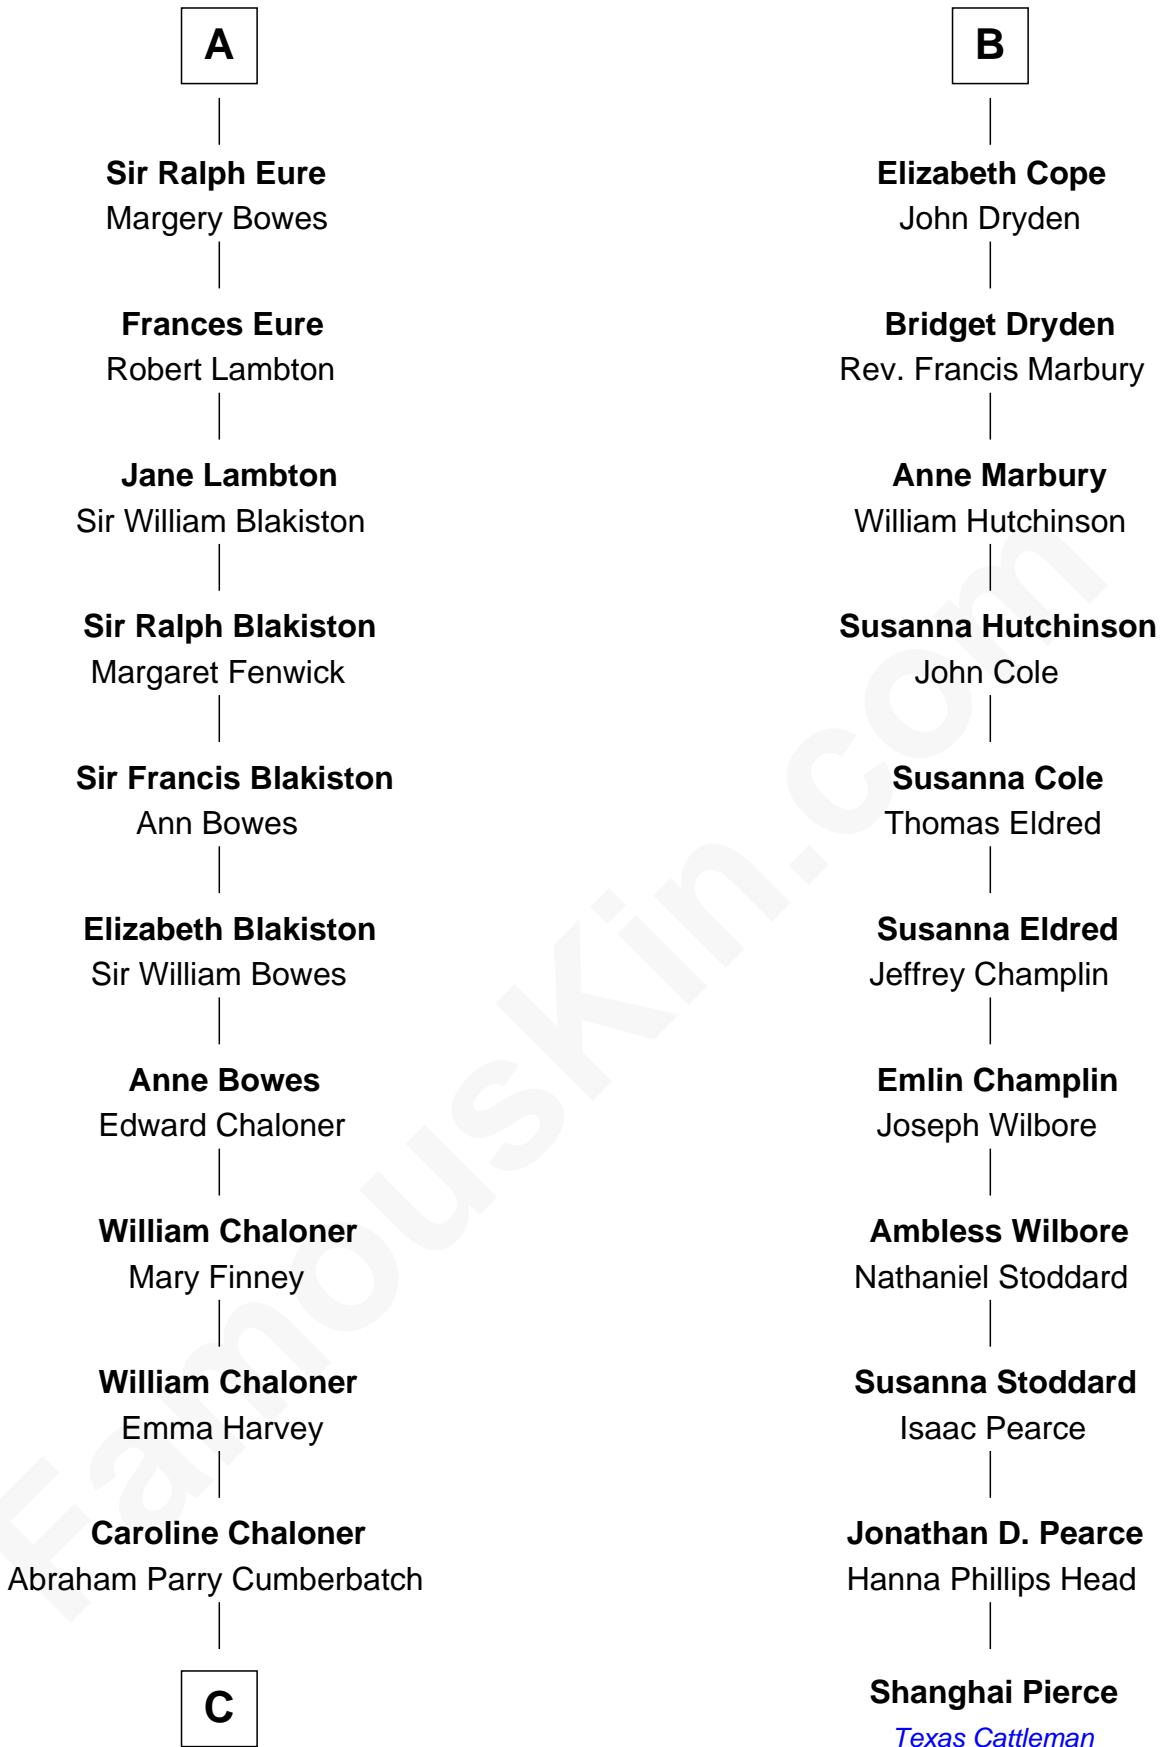 A
Sir Ralph Eure
Margery Bowes
Frances Eure
Robert Lambton
Jane Lambton
Sir William Blakiston
Sir Ralph Blakiston
Margaret Fenwick
Sir Francis Blakiston
Ann Bowes
Elizabeth Blakiston
Sir William Bowes
Anne Bowes
Edward Chaloner
William Chaloner
Mary Finney
William Chaloner
Emma Harvey
Caroline Chaloner
Abraham Parry Cumberbatch
C
B
Elizabeth Cope
John Dryden
Bridget Dryden
Rev. Francis Marbury
Anne Marbury
William Hutchinson
Susanna Hutchinson
John Cole
Susanna Cole
Thomas Eldred
Susanna Eldred
Jeffrey Champlin
Emlin Champlin
Joseph Wilbore
Ambless Wilbore
Nathaniel Stoddard
Susanna Stoddard
Isaac Pearce
Jonathan D. Pearce
Hanna Phillips Head
Shanghai Pierce
Texas Cattleman
FamousKin.com